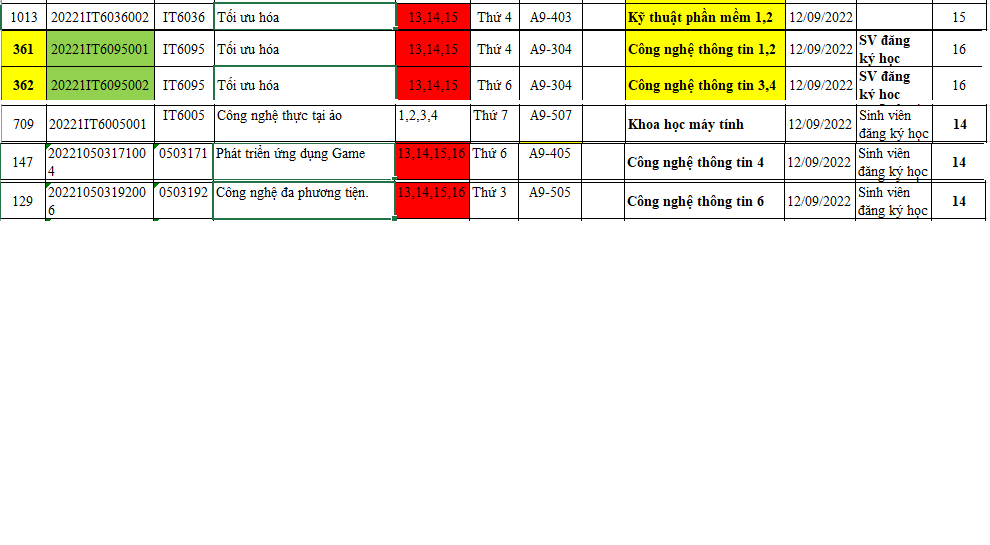 1013 20221IT6036002 IT6036 Tối ưu hóa 13,14,15 Thứ 4 A9-403 Kỹ thuật phần mềm 1,2 12/09/2022 15
361 20221IT6095001 IT6095 Tối ưu hóa 13,14,15 Thứ 4 A9-304 Công nghệ thông tin 1,2 12/09/2022 SV đăng
ký học 16
362 20221IT6095002 IT6095 Tối ưu hóa 13,14,15 Thứ 6 A9-304 Công nghệ thông tin 3,4 12/09/2022 SV đăng
ký hoc 16
709 20221IT6005001 IT6005 Công nghệ thực tại ảo 1,2,3,4 Thứ 7 A9-507 Khoa học máy tính 12/09/2022 Sinh viên
đăng ký học 14
147 20221050317100
4 0503171 Phát triển ứng dụng Game 13,14,15,16 Thứ 6 A9-405 Công nghệ thông tin 4 12/09/2022 Sinh viên
đăng ký học 14
129 20221050319200
6 0503192 Công nghệ đa phương tiện. 13,14,15,16 Thứ 3 A9-505 Công nghệ thông tin 6 12/09/2022 Sinh viên
đăng ký học 14